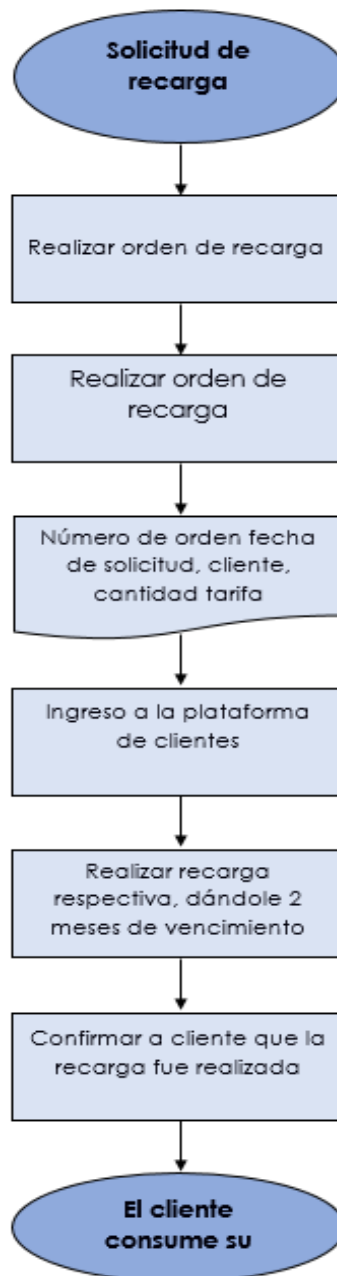 Solicitud de
recarga
Realizar orden de recarga
Realizar orden de
recarga
Número de orden fecha
de solicitud, cliente,
cantidad tarifa
Ingreso a la plataforma
de clientes
Realizar recarga
respectiva, dándole 2
meses de vencimiento
Confirmar a cliente que la
recarga fue realizada
El cliente
consume su